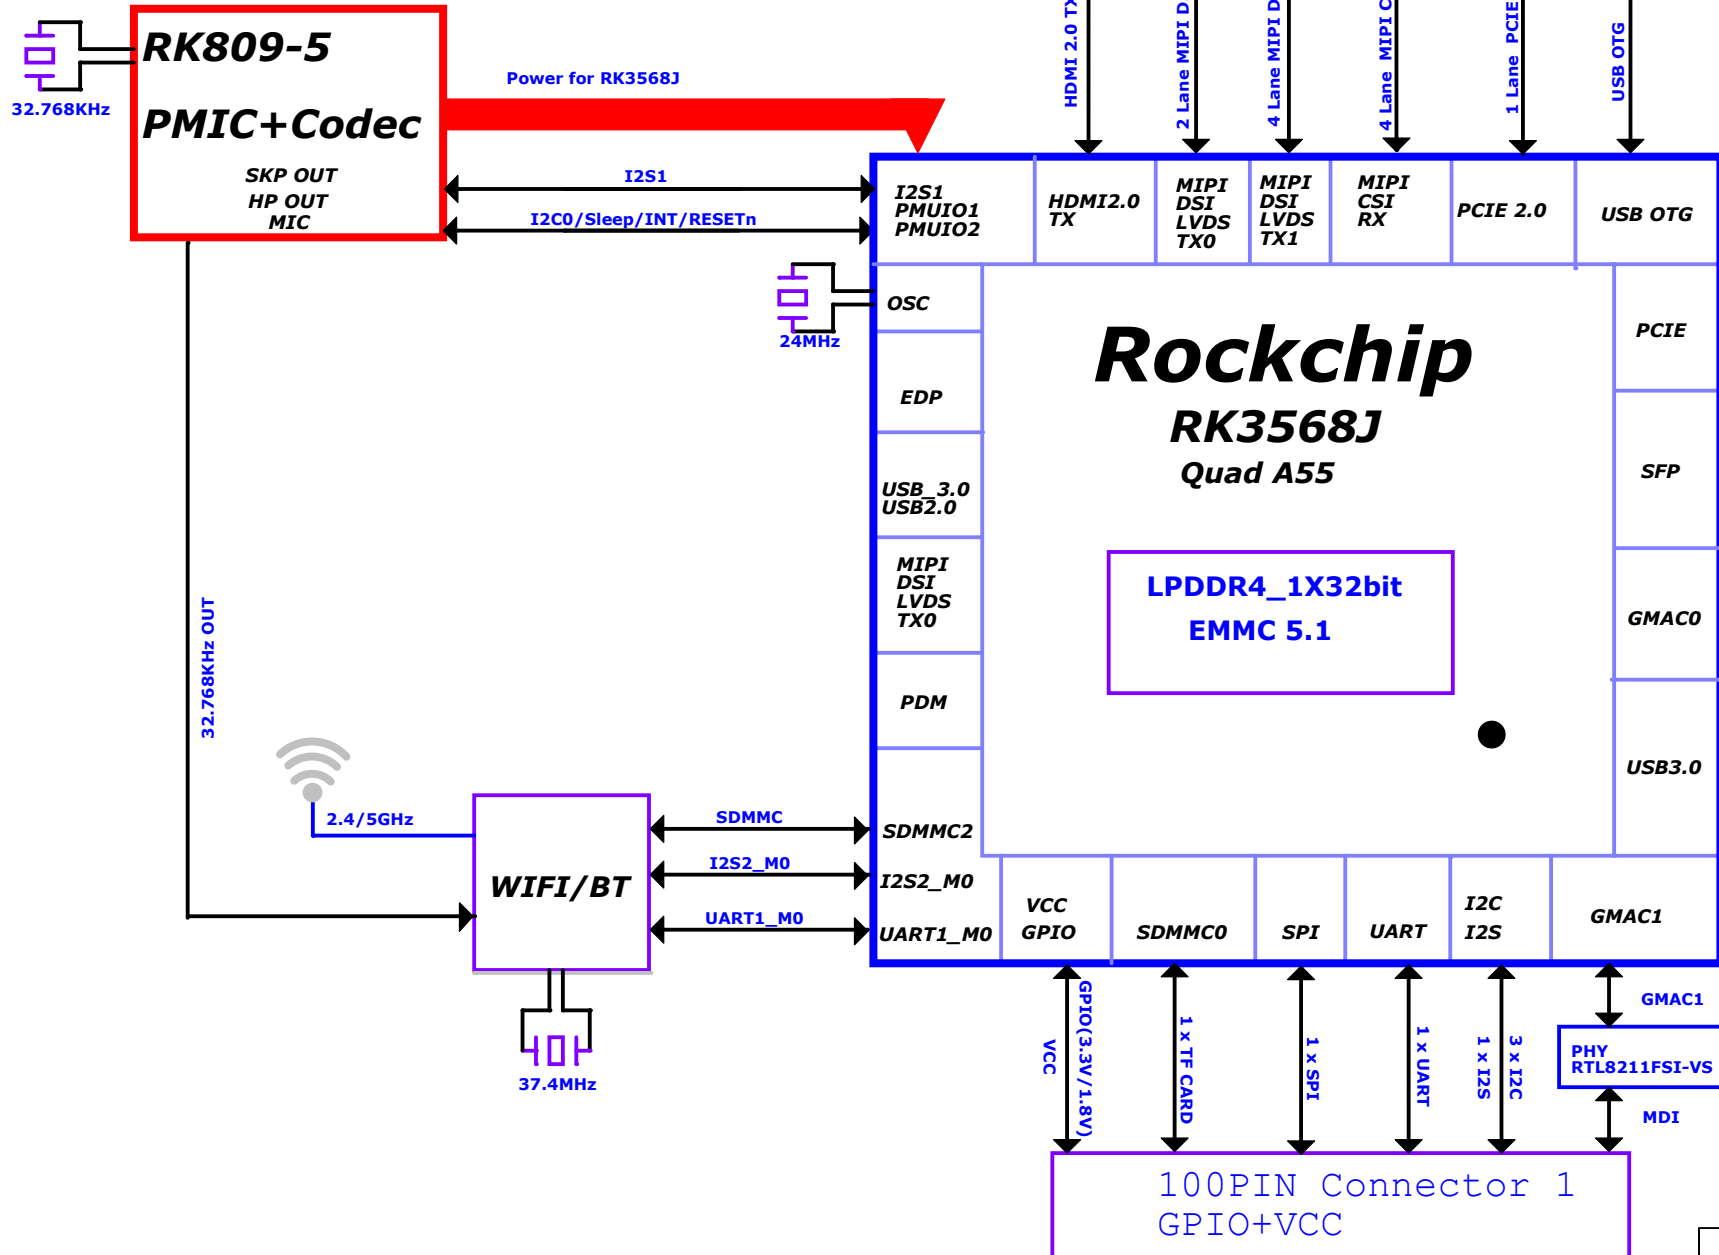 RK809-5
PMIC+Codec
SKP OUT
HP OUT
MIC
32.768KHz
Power for RK3568J
I2S1
I2C0/Sleep/INT/RESETn
HDMI 2.0 TX
2 Lane MIPI D
4 Lane MIPI D
4 Lane MIPI C
1 Lane PCIE
USB OTG
I2S1
PMUIO1
PMUIO2
HDMI2.0
TX
MIPI
DSI
LVDS
TX0
MIPI
DSI
LVDS
TX1
MIPI
CSI
RX
PCIE 2.0
USB OTG
24MHz
OSC
EDP
USB_3.0
USB2.0
MIPI
DSI
LVDS
TX0
PDM
SDMMC2
I2S2_M0
UART1_M0
Rockchip
RK3568J
Quad A55
LPDDR4_1X32bit
EMMC 5.1
PCIE
SFP
GMAC0
USB3.0
VCC
GPIO
SDMMC0
SPI
UART
I2C
I2S
GMAC1
32.768KHz OUT
2.4/5GHz
WIFI/BT
SDMMC
I2S2_M0
UART1_M0
37.4MHz
GPIO(3.3V/1.8V)
VCC
1 x TF CARD
1 x SPI
1 x UART
3 x I2C
1 x I2S
GMAC1
PHY
RTL8211FSI-VS
MDI
100PIN Connector 1
GPIO+VCC